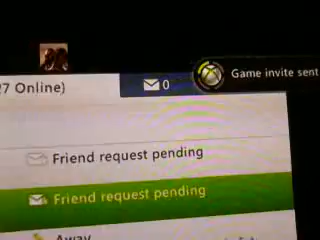 Game invite sent
7 Online)
0
Friend request pending
Friend request pending
Away